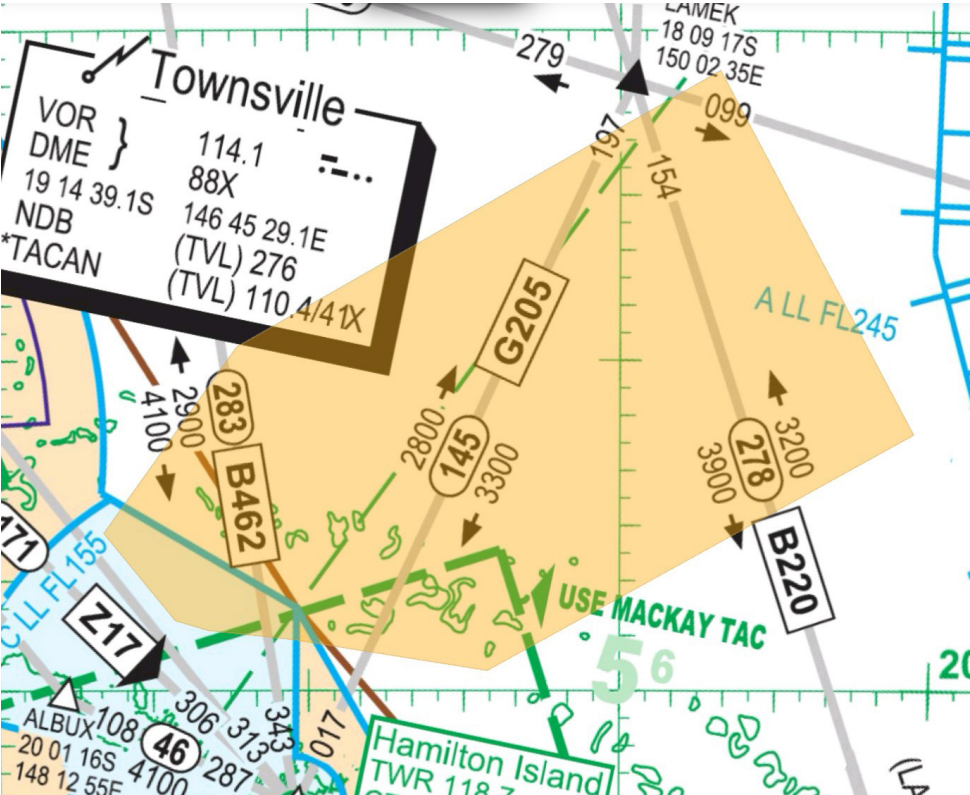 LAMEK
18 09 17S
150 02 35E
279
099
197
154
Townsville
VOR
DME }
114.1
88X
19 14 39.1S
146 45 29.1E
NDB
(TVL) 276
*TACAN
(TVL) 110.4/41X
G205
A LL FL245
2900
4100
283
B462
2800
145
3300
3200
278
3900
B220
171
C LL FL155
Z17
USE MACKAY TAC
56
20
ALBUX
20 01 16S
148 12 55E
108
46
4100
306
313
343
287
017
Hamilton Island
TWR 118.7
(LA